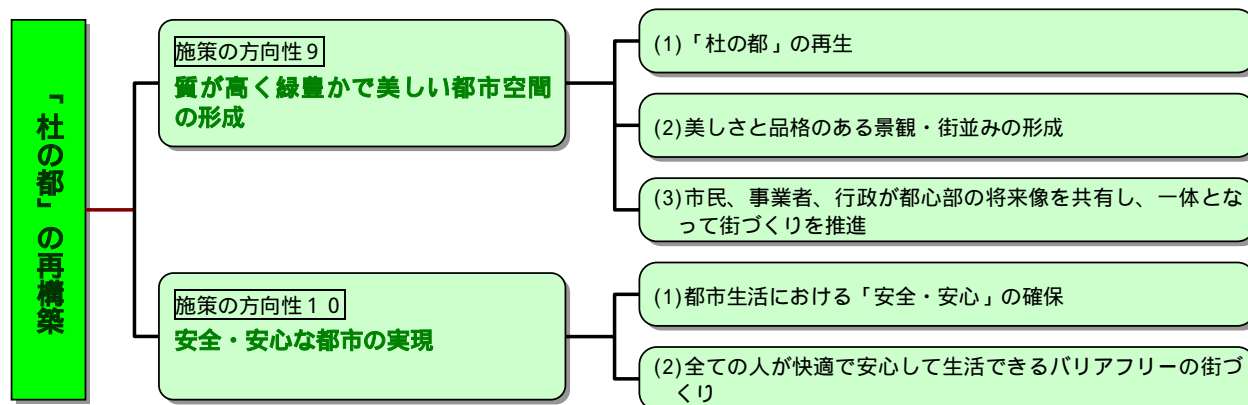 「杜の都」の再構築
施策の方向性９
質が高く緑豊かで美しい都市空間
の形成
(1)「杜の都」の再生
(2)美しさと品格のある景観・街並みの形成
(3)市民、事業者、行政が都心部の将来像を共有し、一体とな
って街づくりを推進
施策の方向性１０
安全・安心な都市の実現
(1)都市生活における「安全・安心」の確保
(2)全ての人が快適で安心して生活できるバリアフリーの街づ
くり